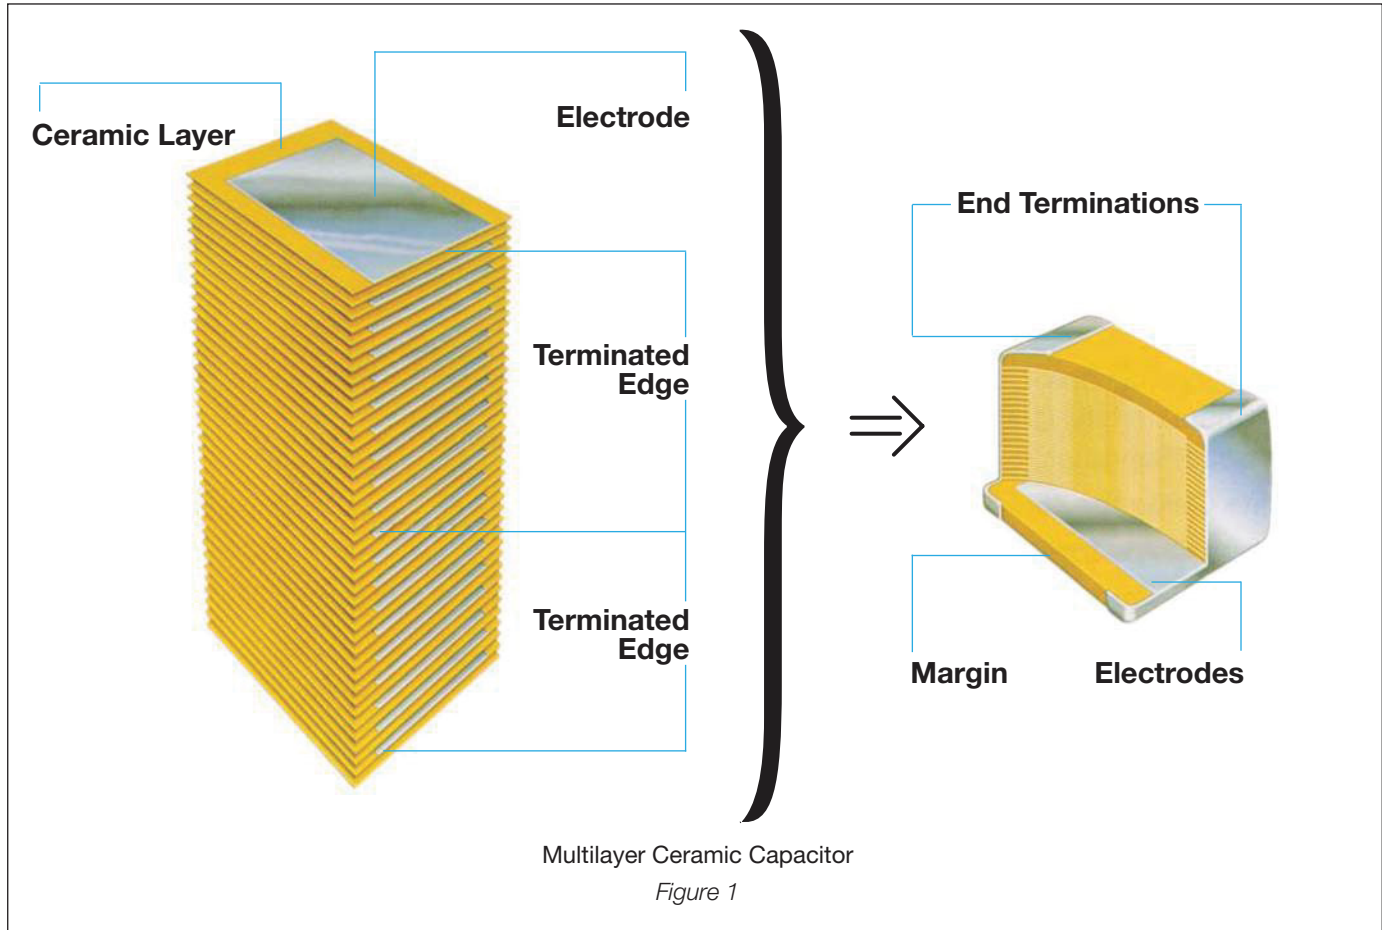 Ceramic Layer
Electrode
Terminated
Edge
Terminated
Edge
End Terminations
Margin
Electrodes
Multilayer Ceramic Capacitor
Figure 1